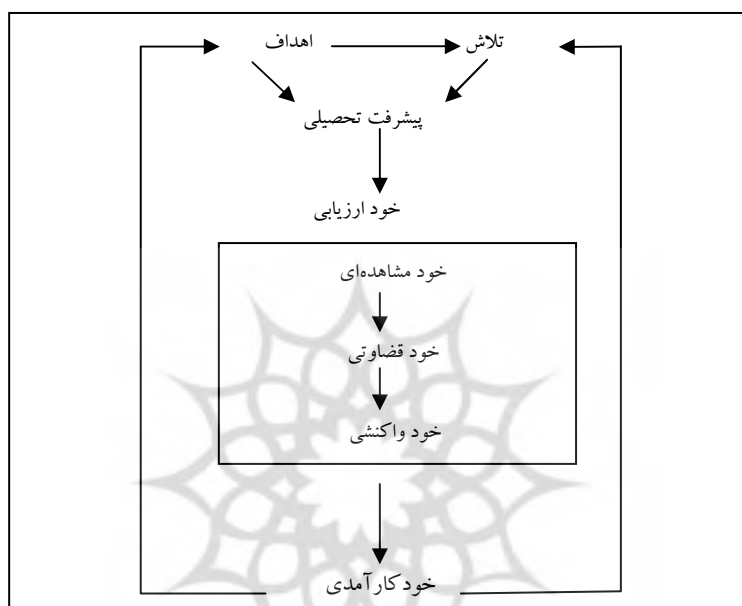 اهداف تلاش
پیشرفت تحصیلی
خود ارزیابی
خود مشاهده‌ای
خود قضاوتی
خود واکنشی
خودکارآمدی